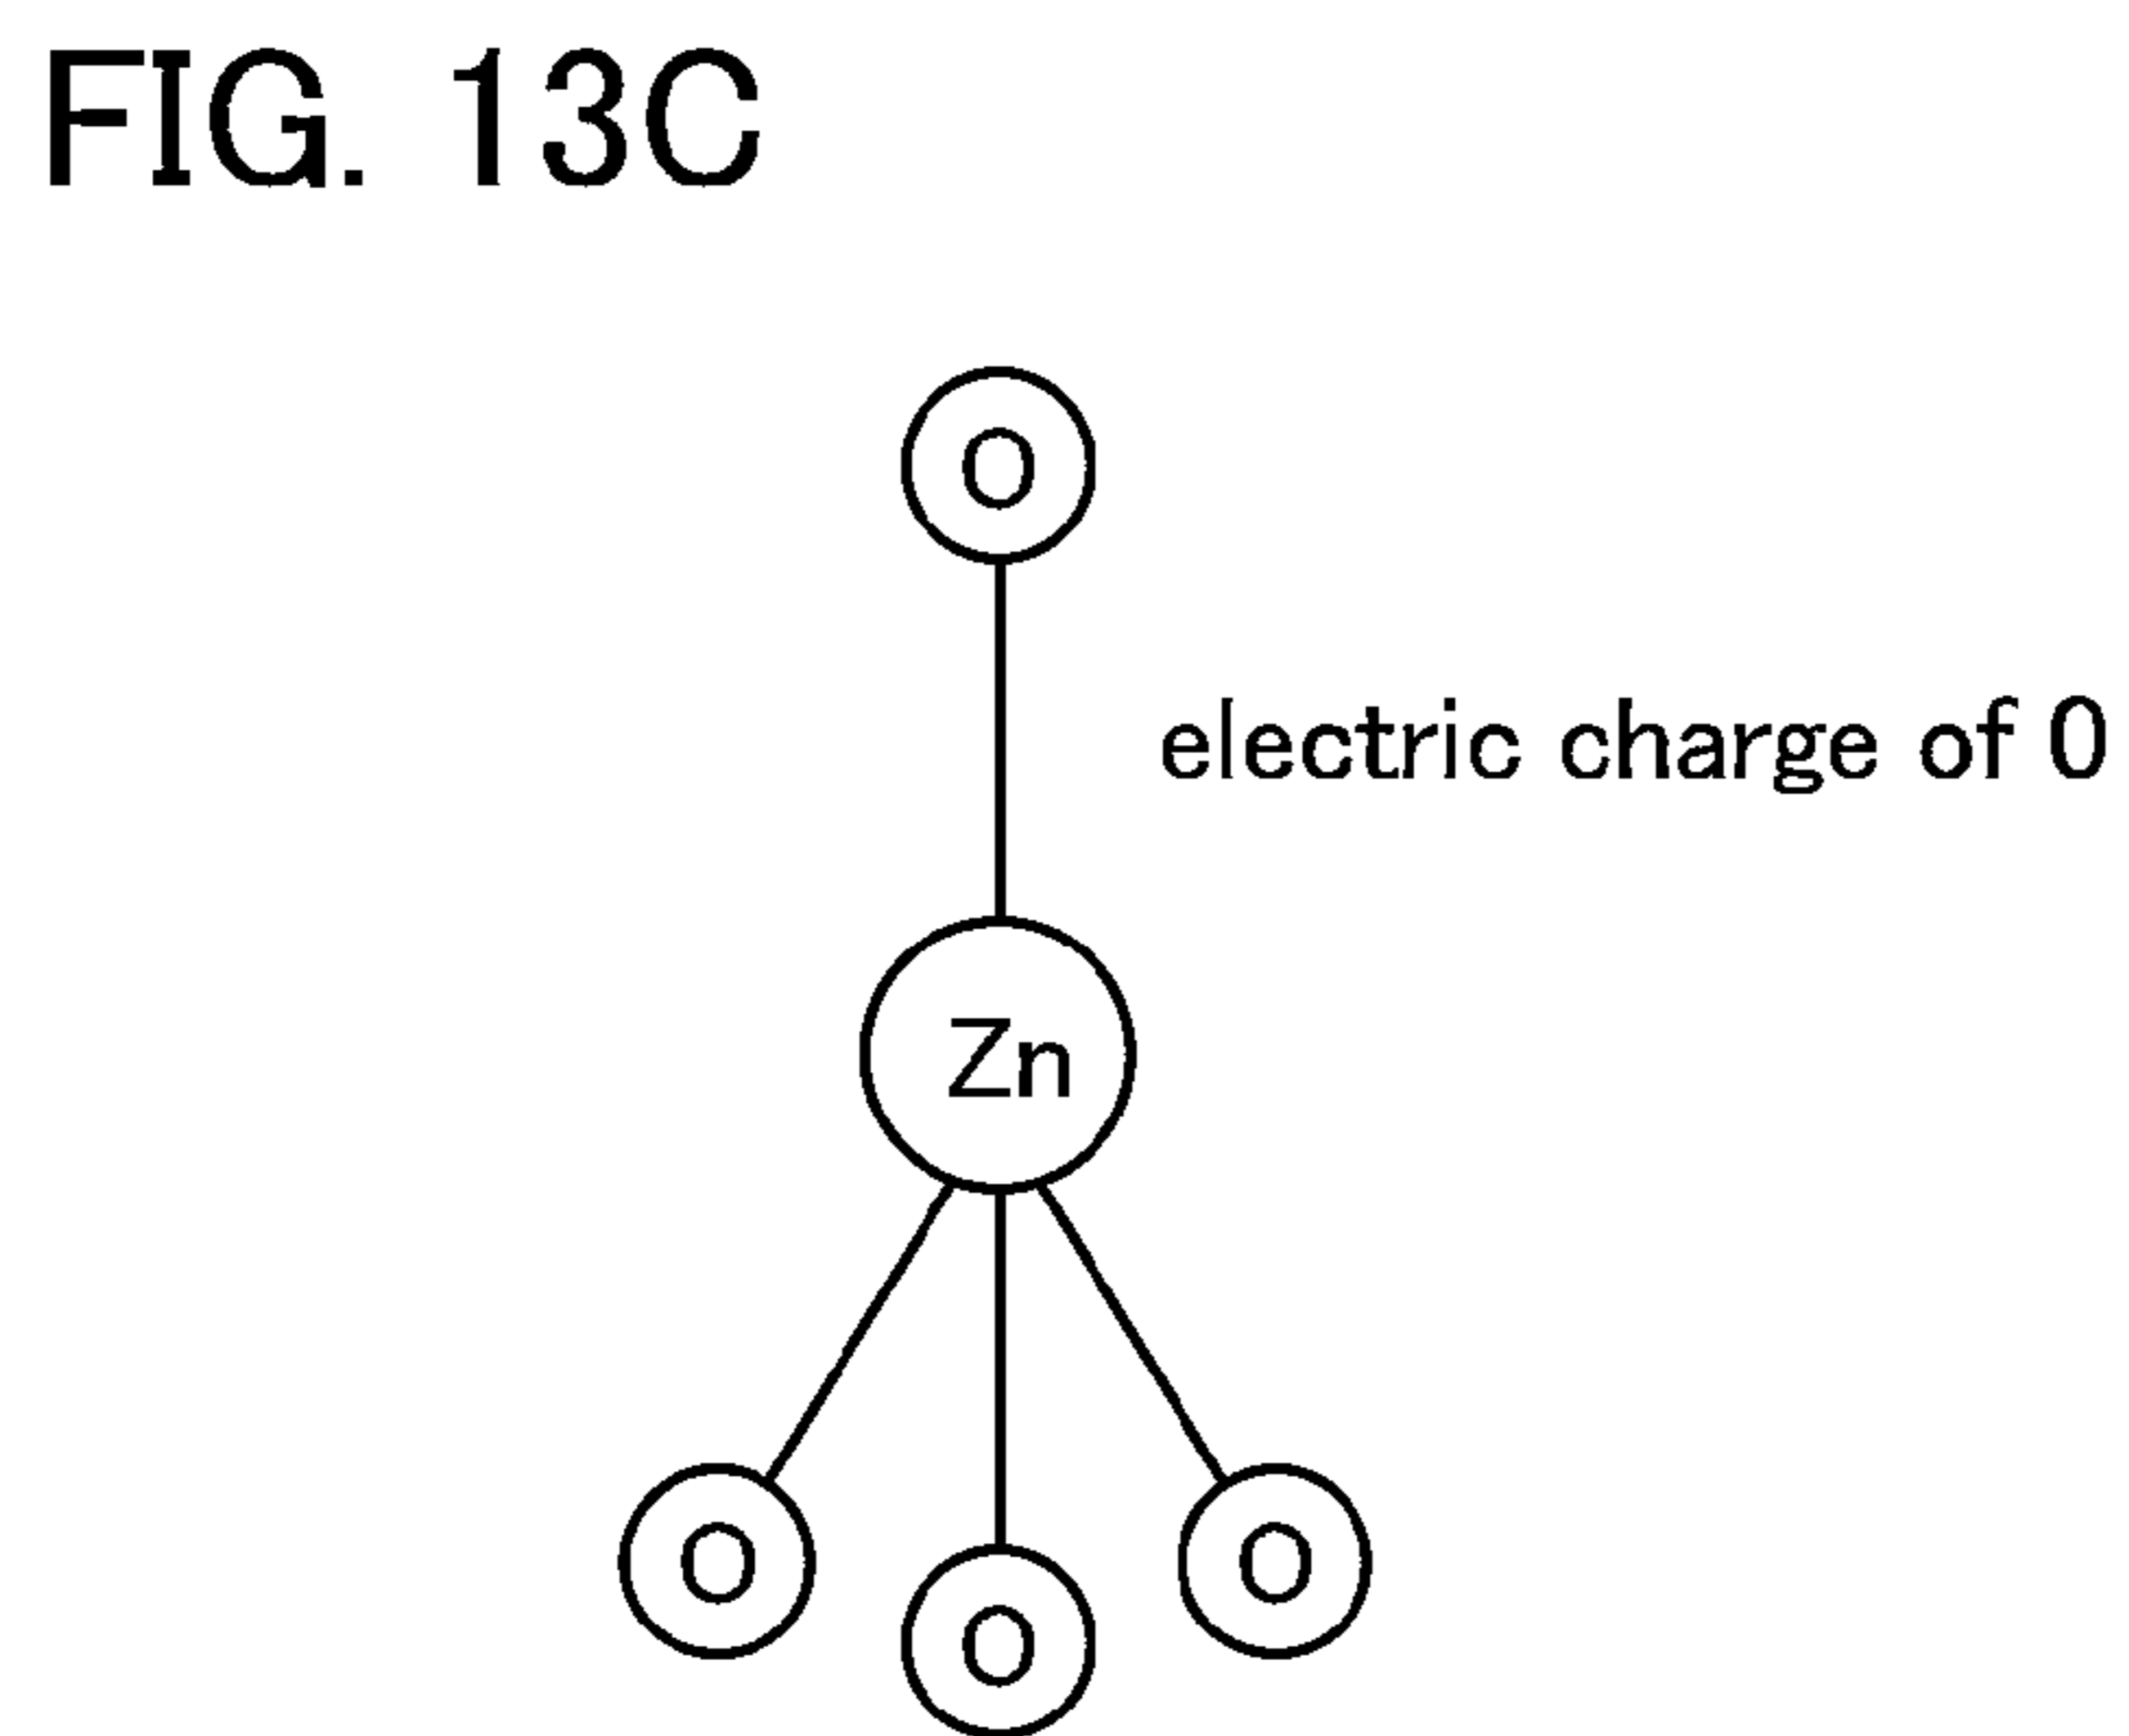 FIG. 13C
O
electric charge of 0
Zn
O O O